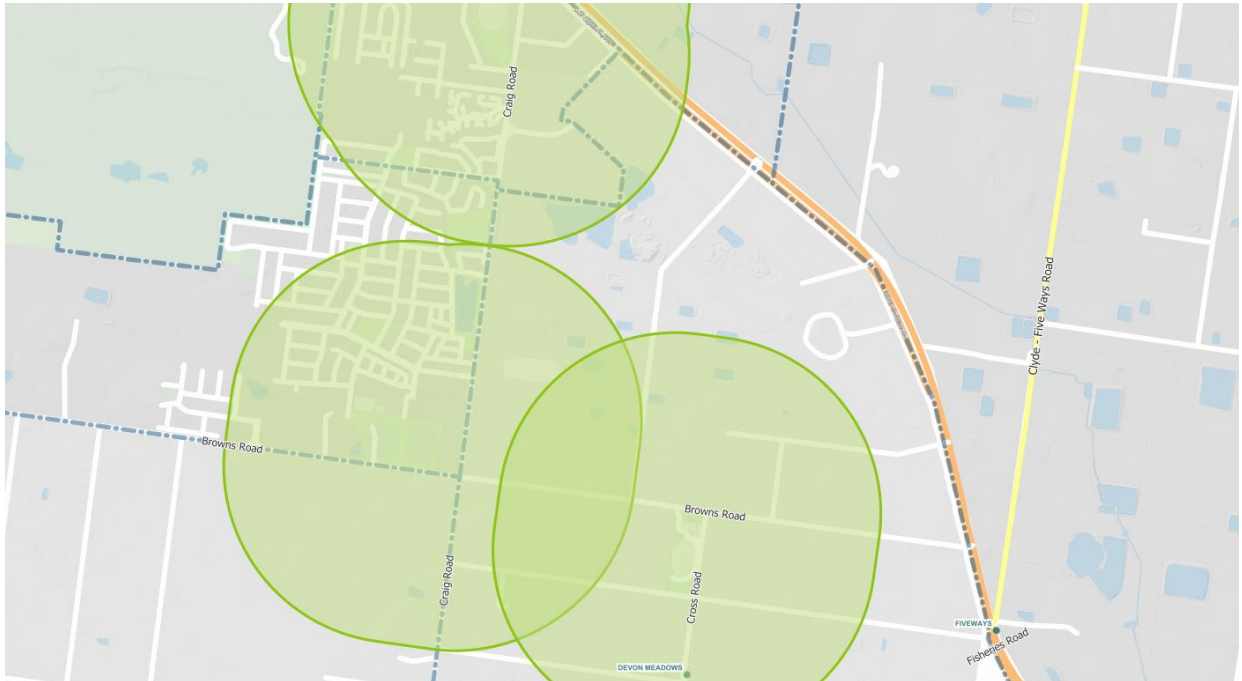 Craig Road
Clyde - Five Ways Road
Browns Road
Browns Road
Craig Road
Cross Road
FIVEWAYS
Fisheries Road
DEVON MEADOWS